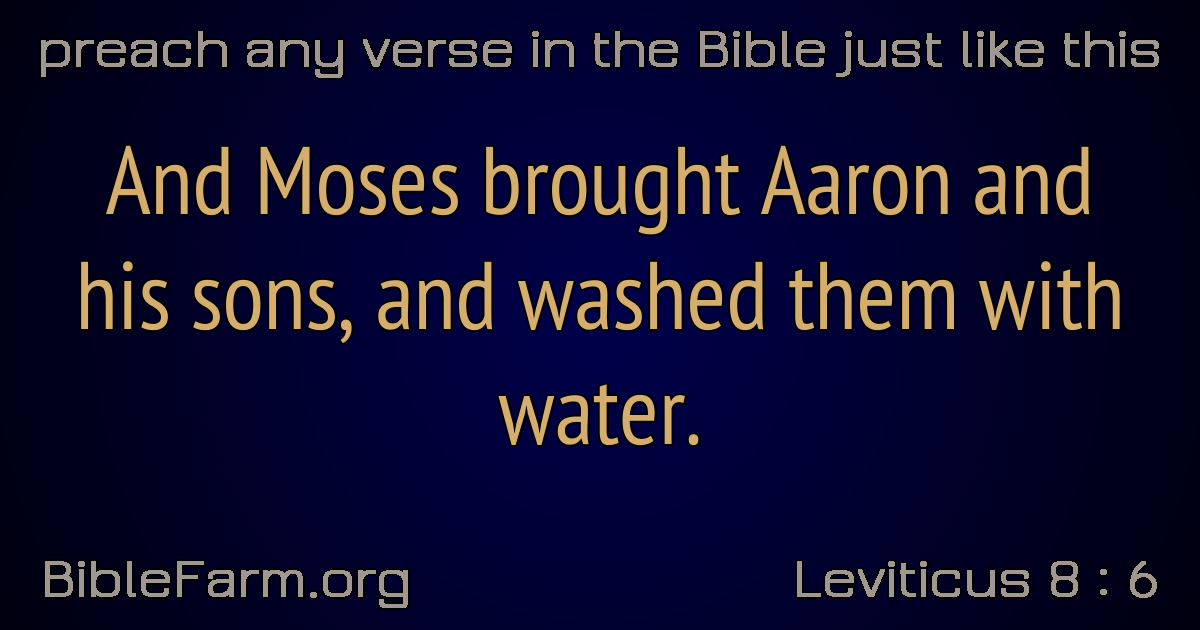 preach any verse in the Bible just like this
And Moses brought Aaron and
his sons, and washed them with
water.
BibleFarm.org
Leviticus 8 : 6